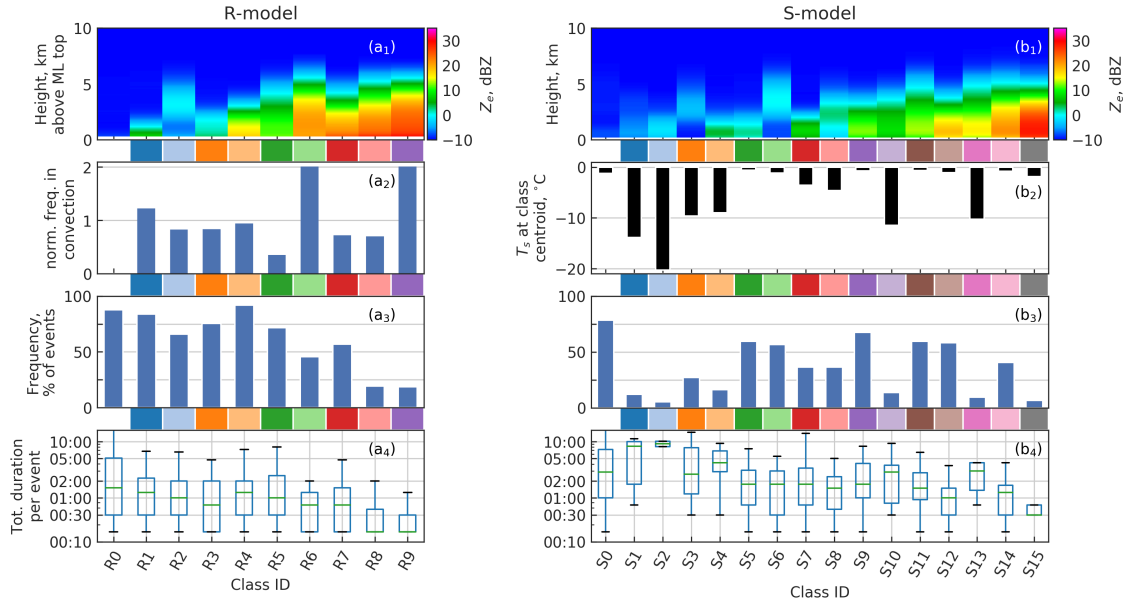 R-model
S-model
10
5
0
Height, km
above ML top
(a1)
30
20
10
0
−10
Ze, dBZ
10
5
0
Height, km
(b1)
30
20
10
0
−10
Ze, dBZ
2
1
0
norm. freq. in
convection
(a2)
0
−10
−20
Ts at class
centroid, °C
(b2)
100
50
0
Frequency,
% of events
(a3)
100
50
0
(b3)
10:00
05:00
02:00
01:00
00:30
00:10
Tot. duration
per event
(a4)
10:00
05:00
02:00
01:00
00:30
00:10
(b4)
R0 R1 R2 R3 R4 R5 R6 R7 R8 R9
Class ID
S0 S1 S2 S3 S4 S5 S6 S7 S8 S9 S10 S11 S12 S13 S14 S15
Class ID